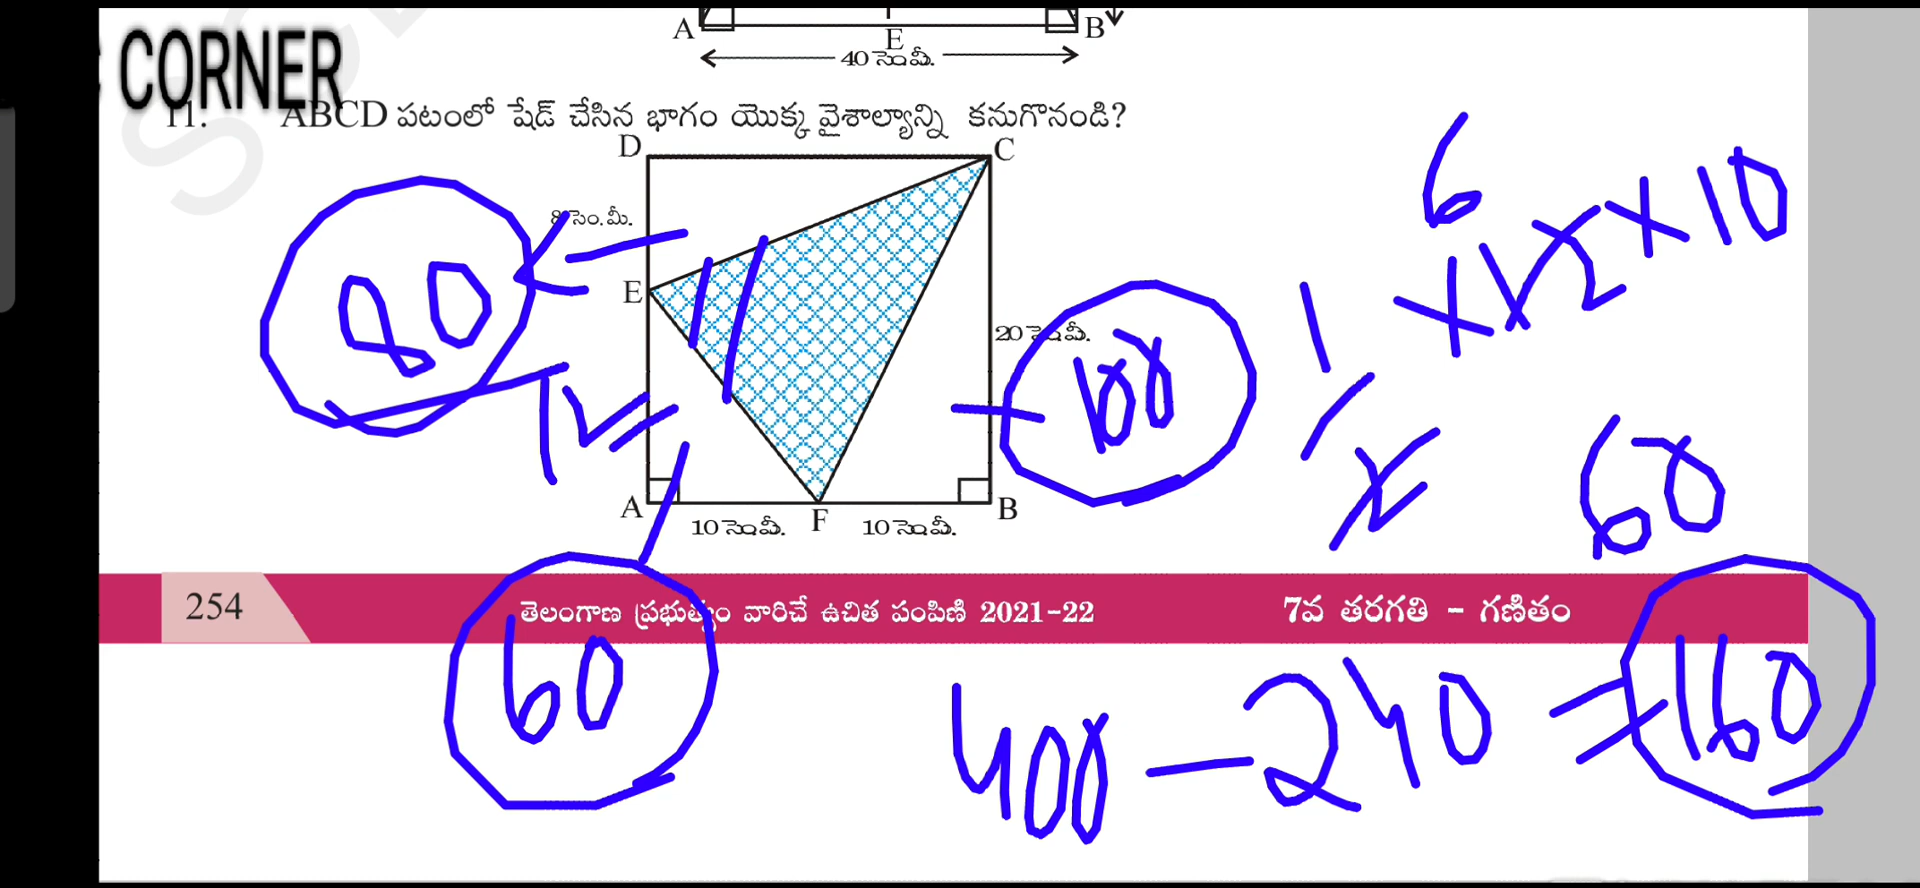 A E B
40 సెం.మీ.
CORNER
11. ABCD పటంలో షేడ్ చేసిన భాగం యొక్క వైశాల్యాన్ని కనుగొనండి?
D C
6
× 12 × 10
8 సెం.మీ.
80
E
20 సెం.మీ.
100
1/2
12
60
A F B
10 సెం.మీ. 10 సెం.మీ.
254 తెలంగాణ ప్రభుత్వం వారిచే ఉచిత పంపిణీ 2021-22 7వ తరగతి - గణితం
60
400 - 240 = 160